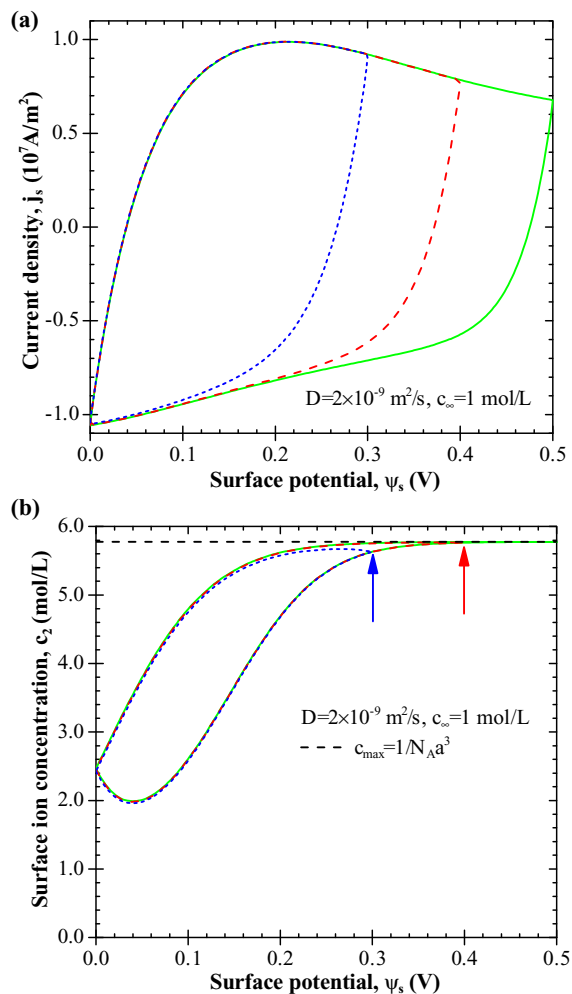 (a)
1.0
0.5
0.0
-0.5
-1.0
Current density, jₛ (10⁷A/m²)
D=2×10⁻⁹ m²/s, c∞=1 mol/L
0.0 0.1 0.2 0.3 0.4 0.5
Surface potential, ψₛ (V)
(b)
6.0
5.0
4.0
3.0
2.0
1.0
0.0
Surface ion concentration, c₂ (mol/L)
D=2×10⁻⁹ m²/s, c∞=1 mol/L
c_max=1/N_Aa³
0.0 0.1 0.2 0.3 0.4 0.5
Surface potential, ψₛ (V)